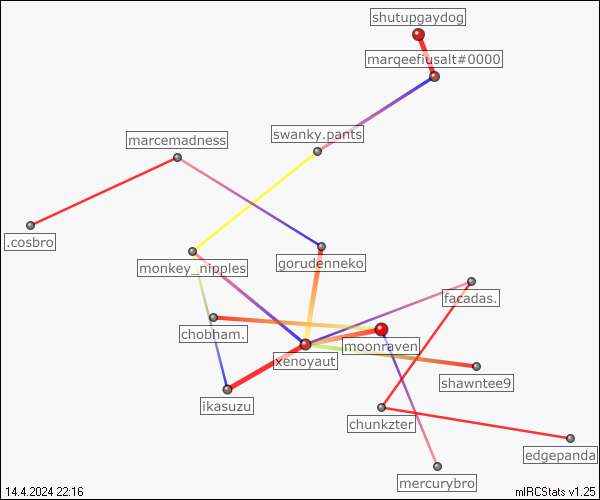 shutupgaydog
marqeefiusalt#0000
swanky.pants
marcemadness
.cosbro
gorudenneko
monkey_nipples
facadas.
chobham.
moonraven
xenoyaut
shawntee9
ikasuzu
chunkzter
edgepanda
mercurybro
14.4.2024 22:16
mIRCStats v1.25